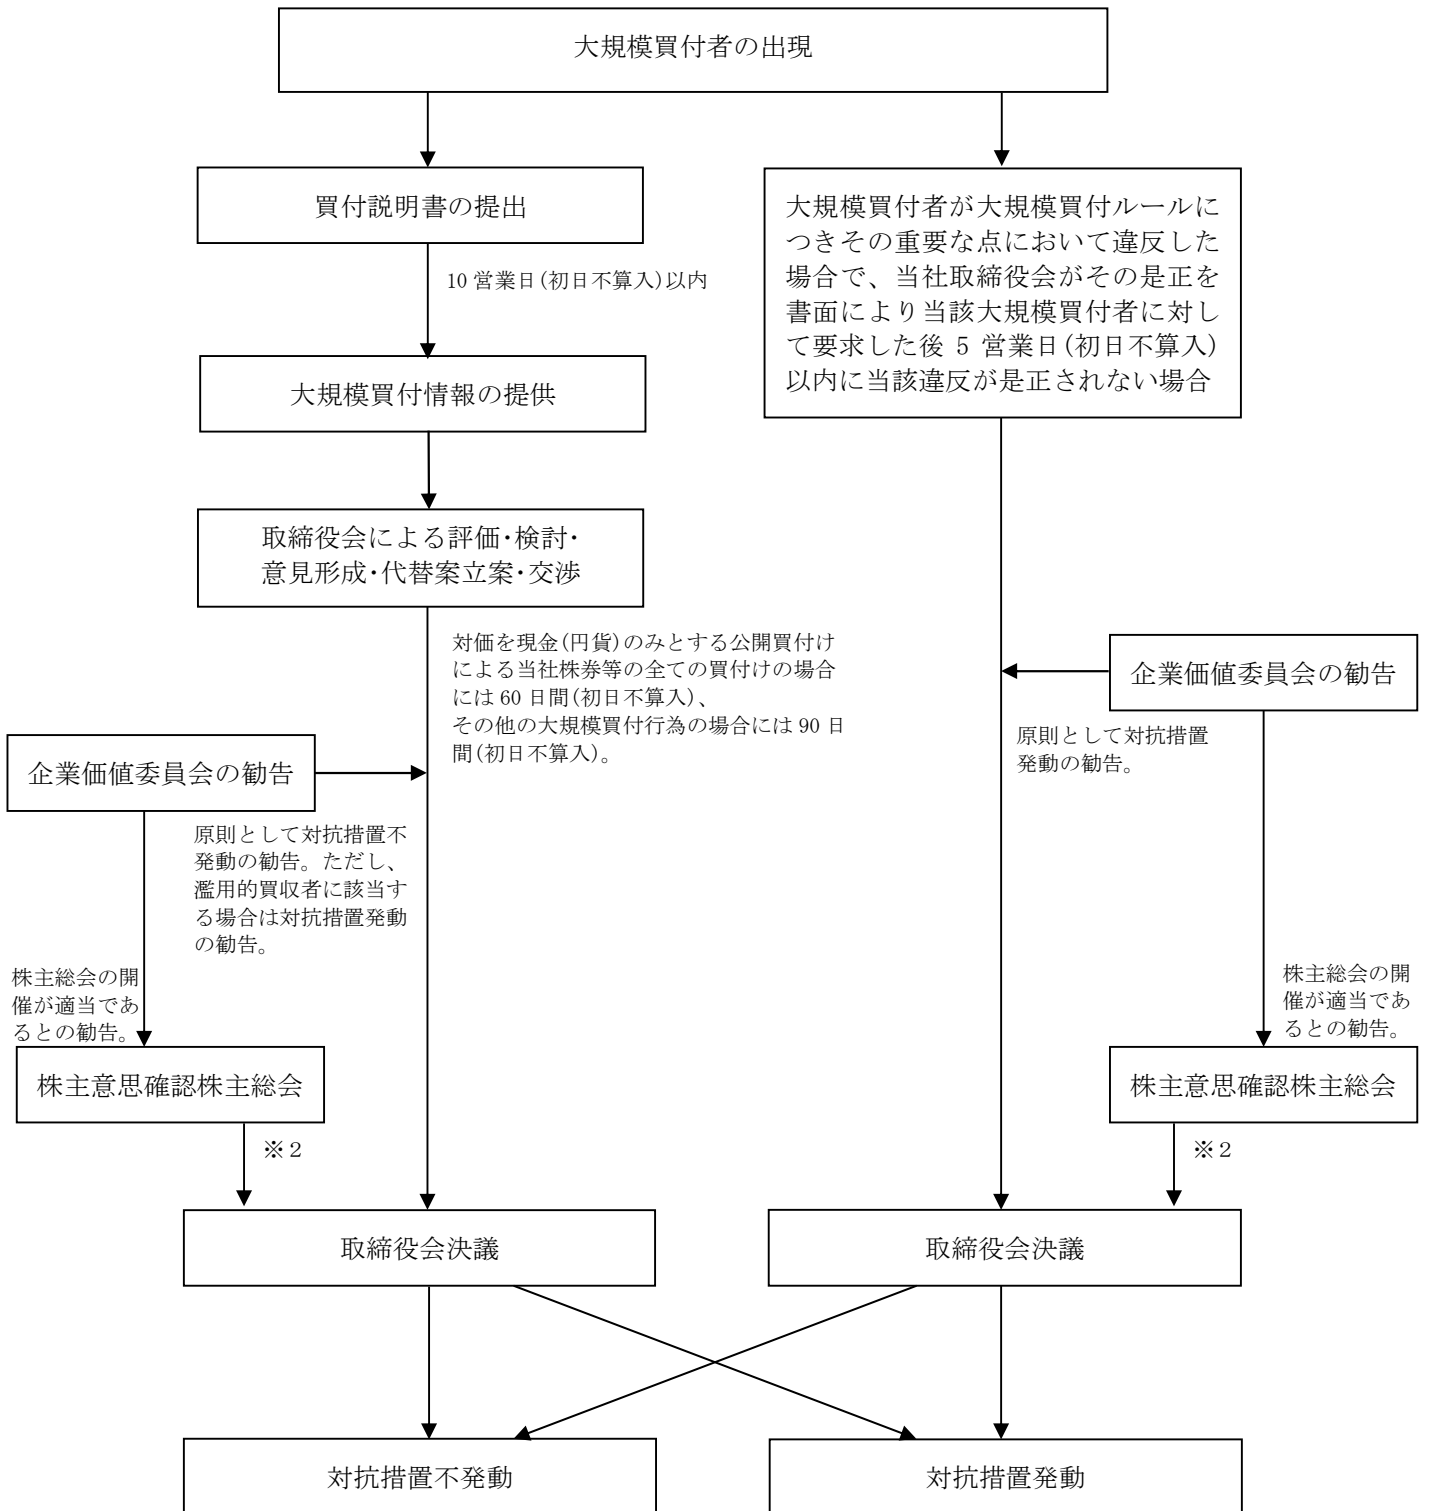 大規模買付者の出現
買付説明書の提出
10 営業日(初日不算入)以内
大規模買付情報の提供
取締役会による評価・検討・
意見形成・代替案立案・交渉
対価を現金(円貨)のみとする公開買付け
による当社株券等の全ての買付けの場合
には 60 日間(初日不算入)、
その他の大規模買付行為の場合には 90 日
間(初日不算入)。
企業価値委員会の勧告
原則として対抗措置不
発動の勧告。ただし、
濫用的買収者に該当す
る場合は対抗措置発動
の勧告。
株主総会の開
催が適当であ
るとの勧告。
株主意思確認株主総会
※2
取締役会決議
大規模買付者が大規模買付ルールに
つきその重要な点において違反した
場合で、当社取締役会がその是正を
書面により当該大規模買付者に対し
て要求した後 5 営業日(初日不算入)
以内に当該違反が是正されない場合
企業価値委員会の勧告
原則として対抗措置
発動の勧告。
株主総会の開
催が適当であ
るとの勧告。
株主意思確認株主総会
※2
取締役会決議
対抗措置不発動
対抗措置発動